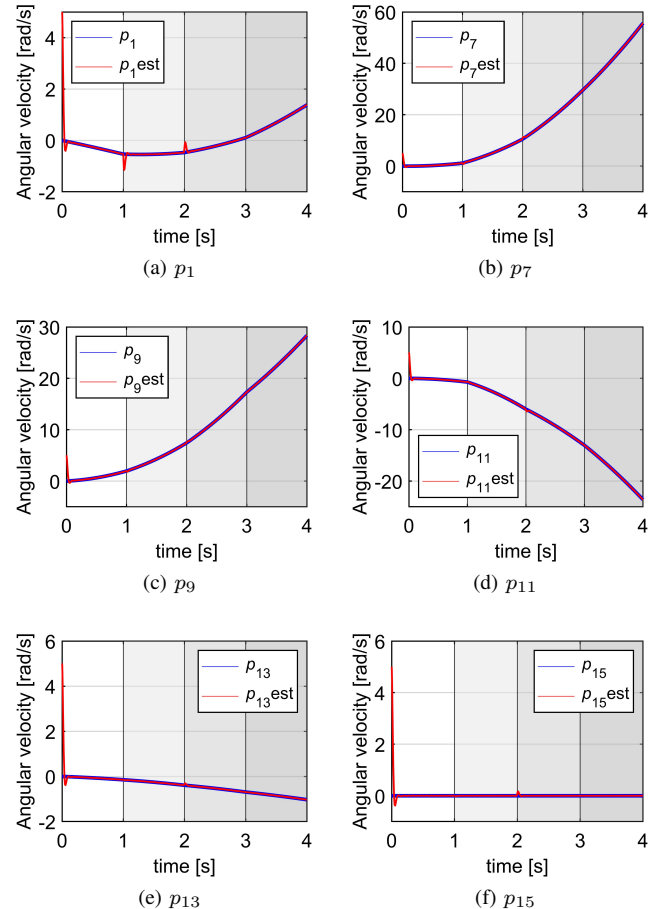 Angular velocity [rad/s]
4
2
0
-2
p1
p1est
0 1 2 3 4
time [s]
(a) p1
Angular velocity [rad/s]
60
40
20
0
p7
p7est
0 1 2 3 4
time [s]
(b) p7
Angular velocity [rad/s]
30
20
10
0
p9
p9est
0 1 2 3 4
time [s]
(c) p9
Angular velocity [rad/s]
10
0
-10
-20
p11
p11est
0 1 2 3 4
time [s]
(d) p11
Angular velocity [rad/s]
6
4
2
0
-2
p13
p13est
0 1 2 3 4
time [s]
(e) p13
Angular velocity [rad/s]
6
4
2
0
p15
p15est
0 1 2 3 4
time [s]
(f) p15